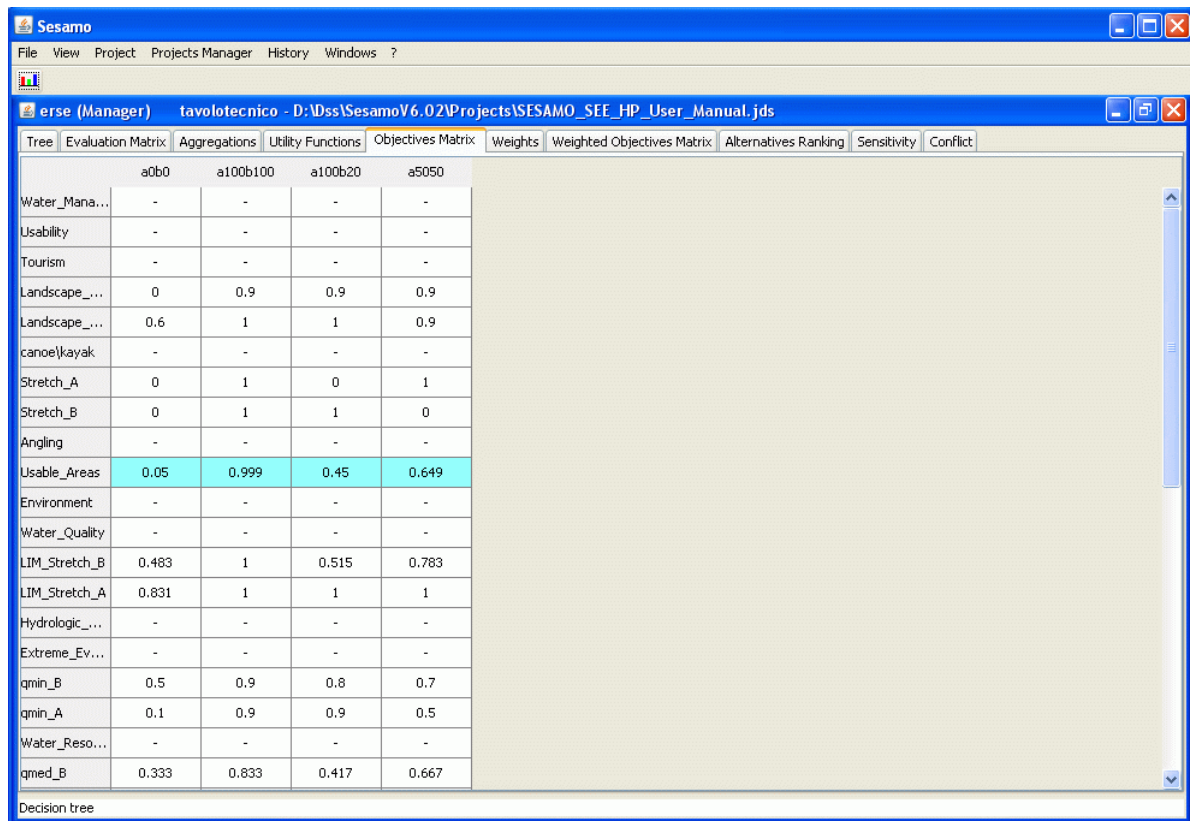 Sesamo
File View Project Projects Manager History Windows ?
erse (Manager) tavolotecnico - D:\Dss\SesamoV6.02\Projects\SESAMO_SEE_HP_User_Manual.jds
Tree Evaluation Matrix Aggregations Utility Functions Objectives Matrix Weights Weighted Objectives Matrix Alternatives Ranking Sensitivity Conflict
a0b0 a100b100 a100b20 a5050
Water_Mana... - - - -
Usability - - - -
Tourism - - - -
Landscape_... 0 0.9 0.9 0.9
Landscape_... 0.6 1 1 0.9
canoe\kayak - - - -
Stretch_A 0 1 0 1
Stretch_B 0 1 1 0
Angling - - - -
Usable_Areas 0.05 0.999 0.45 0.649
Environment - - - -
Water_Quality - - - -
LIM_Stretch_B 0.483 1 0.515 0.783
LIM_Stretch_A 0.831 1 1 1
Hydrologic_... - - - -
Extreme_Ev... - - - -
qmin_B 0.5 0.9 0.8 0.7
qmin_A 0.1 0.9 0.9 0.5
Water_Reso... - - - -
qmed_B 0.333 0.833 0.417 0.667
Decision tree